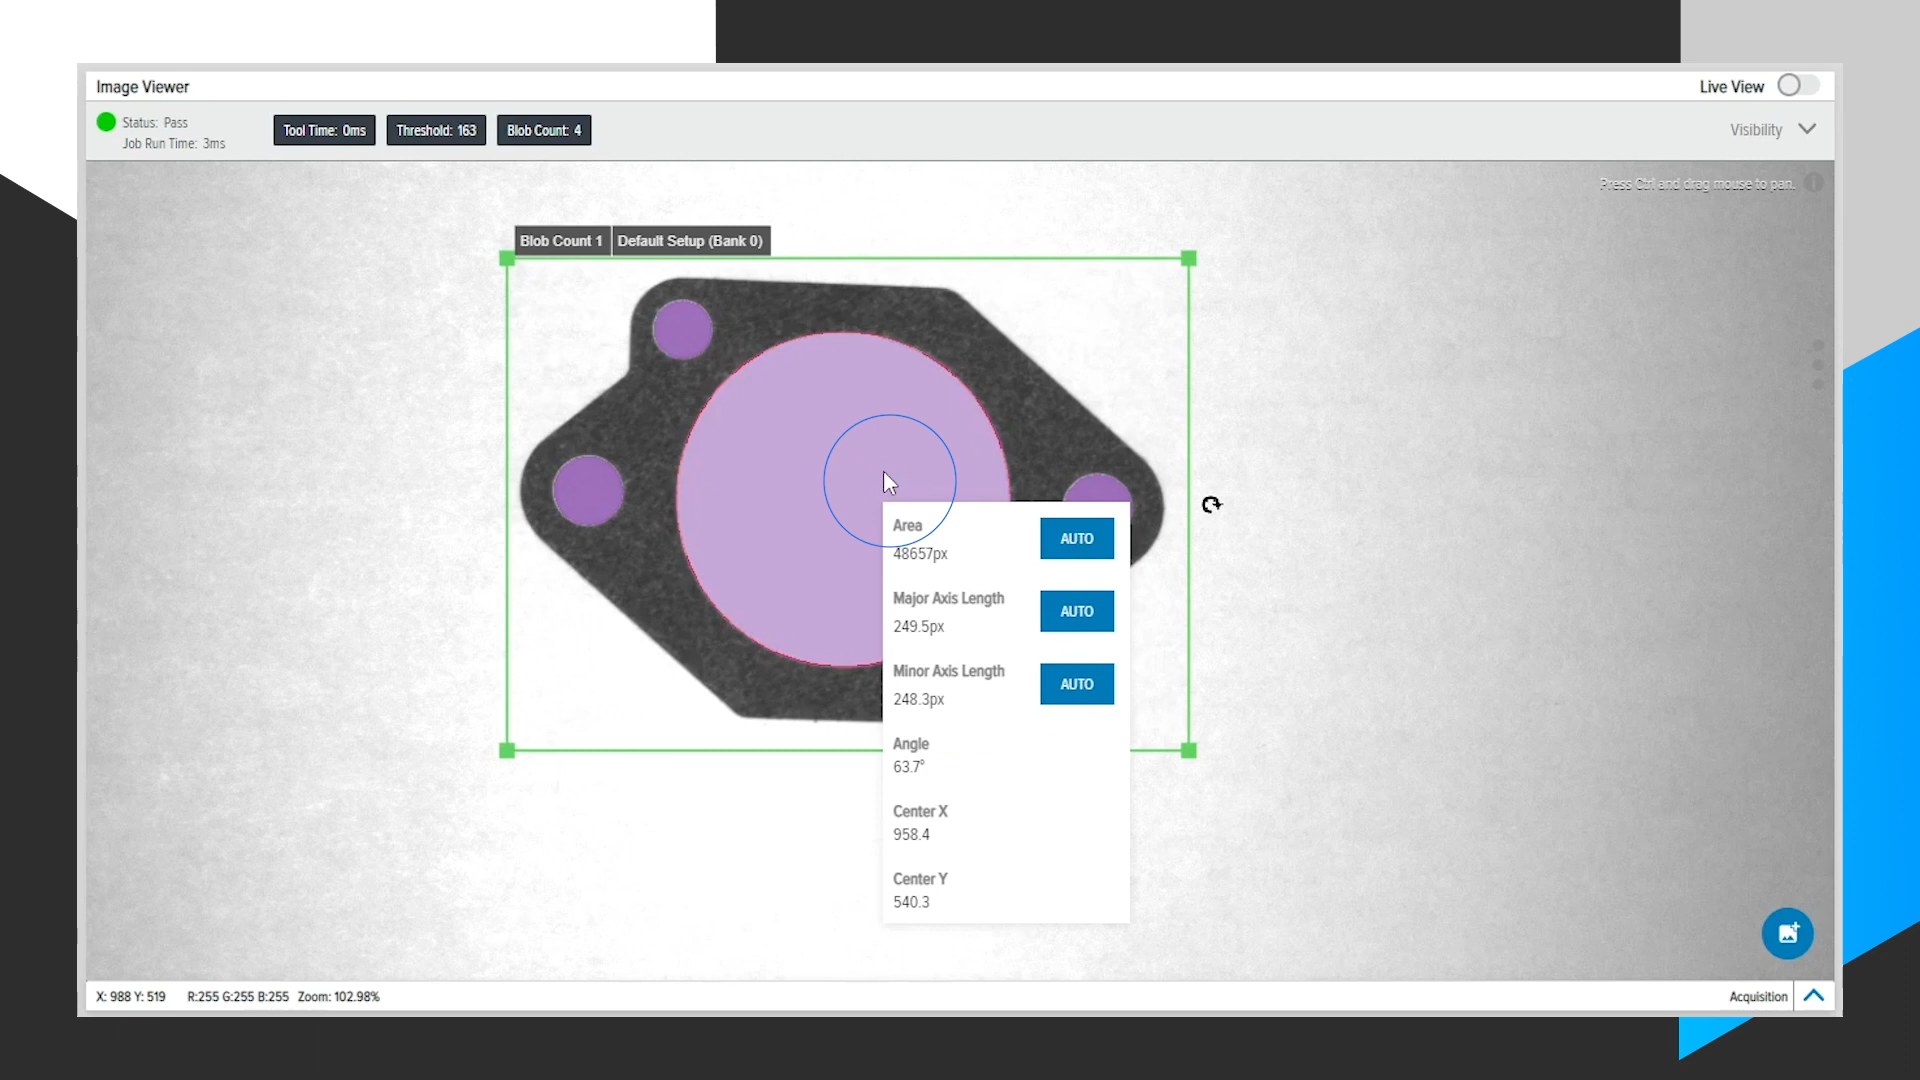 Image Viewer
Live View
Status: Pass
Job Run Time: 3ms
Tool Time: 0ms
Threshold: 163
Blob Count: 4
Visibility
Press Ctrl and drag mouse to pan.
Blob Count 1
Default Setup (Bank 0)
Area
48657px
AUTO
Major Axis Length
249.5px
AUTO
Minor Axis Length
248.3px
AUTO
Angle
63.7°
Center X
958.4
Center Y
540.3
X: 988 Y: 519 R:255 G:255 B:255 Zoom: 102.98%
Acquisition